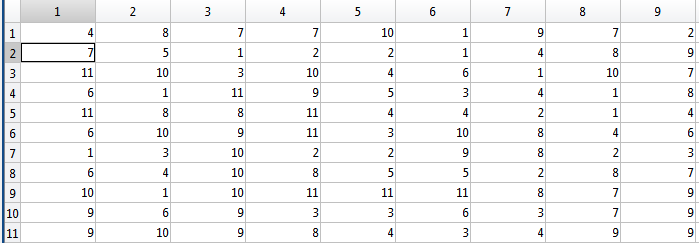 1 2 3 4 5 6 7 8 9
1 4 8 7 7 10 1 9 7 2
2 7 5 1 2 2 1 4 8 9
3 11 10 3 10 4 6 1 10 7
4 6 1 11 9 5 3 4 1 8
5 11 8 8 11 4 4 2 1 4
6 6 10 9 11 3 10 8 4 6
7 1 3 10 2 2 9 8 2 3
8 6 4 10 8 5 5 2 8 7
9 10 1 10 11 11 11 8 7 9
10 9 6 9 3 3 6 3 7 9
11 9 10 9 8 4 3 4 9 9